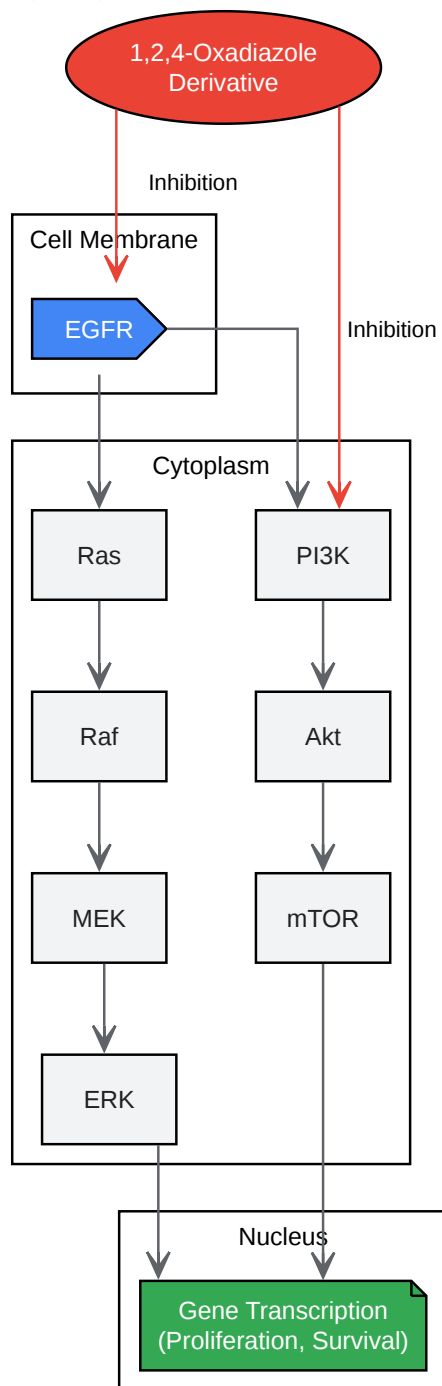 1,2,4-Oxadiazole
Derivative
Inhibition
Cell Membrane
EGFR
Inhibition
Cytoplasm
Ras
PI3K
Raf
Akt
MEK
mTOR
ERK
Nucleus
Gene Transcription
(Proliferation, Survival)